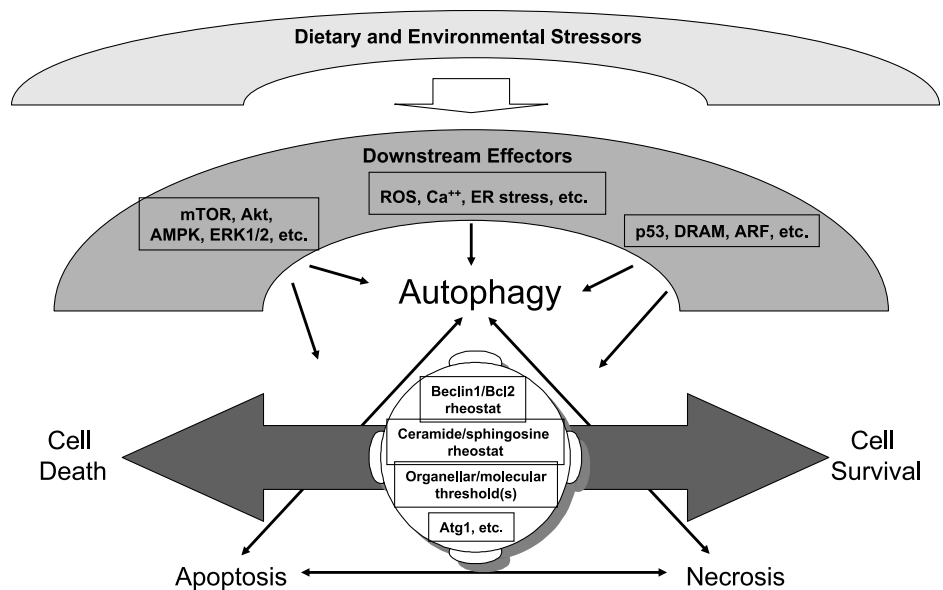 Dietary and Environmental Stressors
Downstream Effectors
ROS, Ca⁺⁺, ER stress, etc.
mTOR, Akt,
AMPK, ERK1/2, etc.
p53, DRAM, ARF, etc.
Autophagy
Beclin1/Bcl2
rheostat
Ceramide/sphingosine
rheostat
Organellar/molecular
threshold(s)
Atg1, etc.
Cell
Death
Cell
Survival
Apoptosis
Necrosis